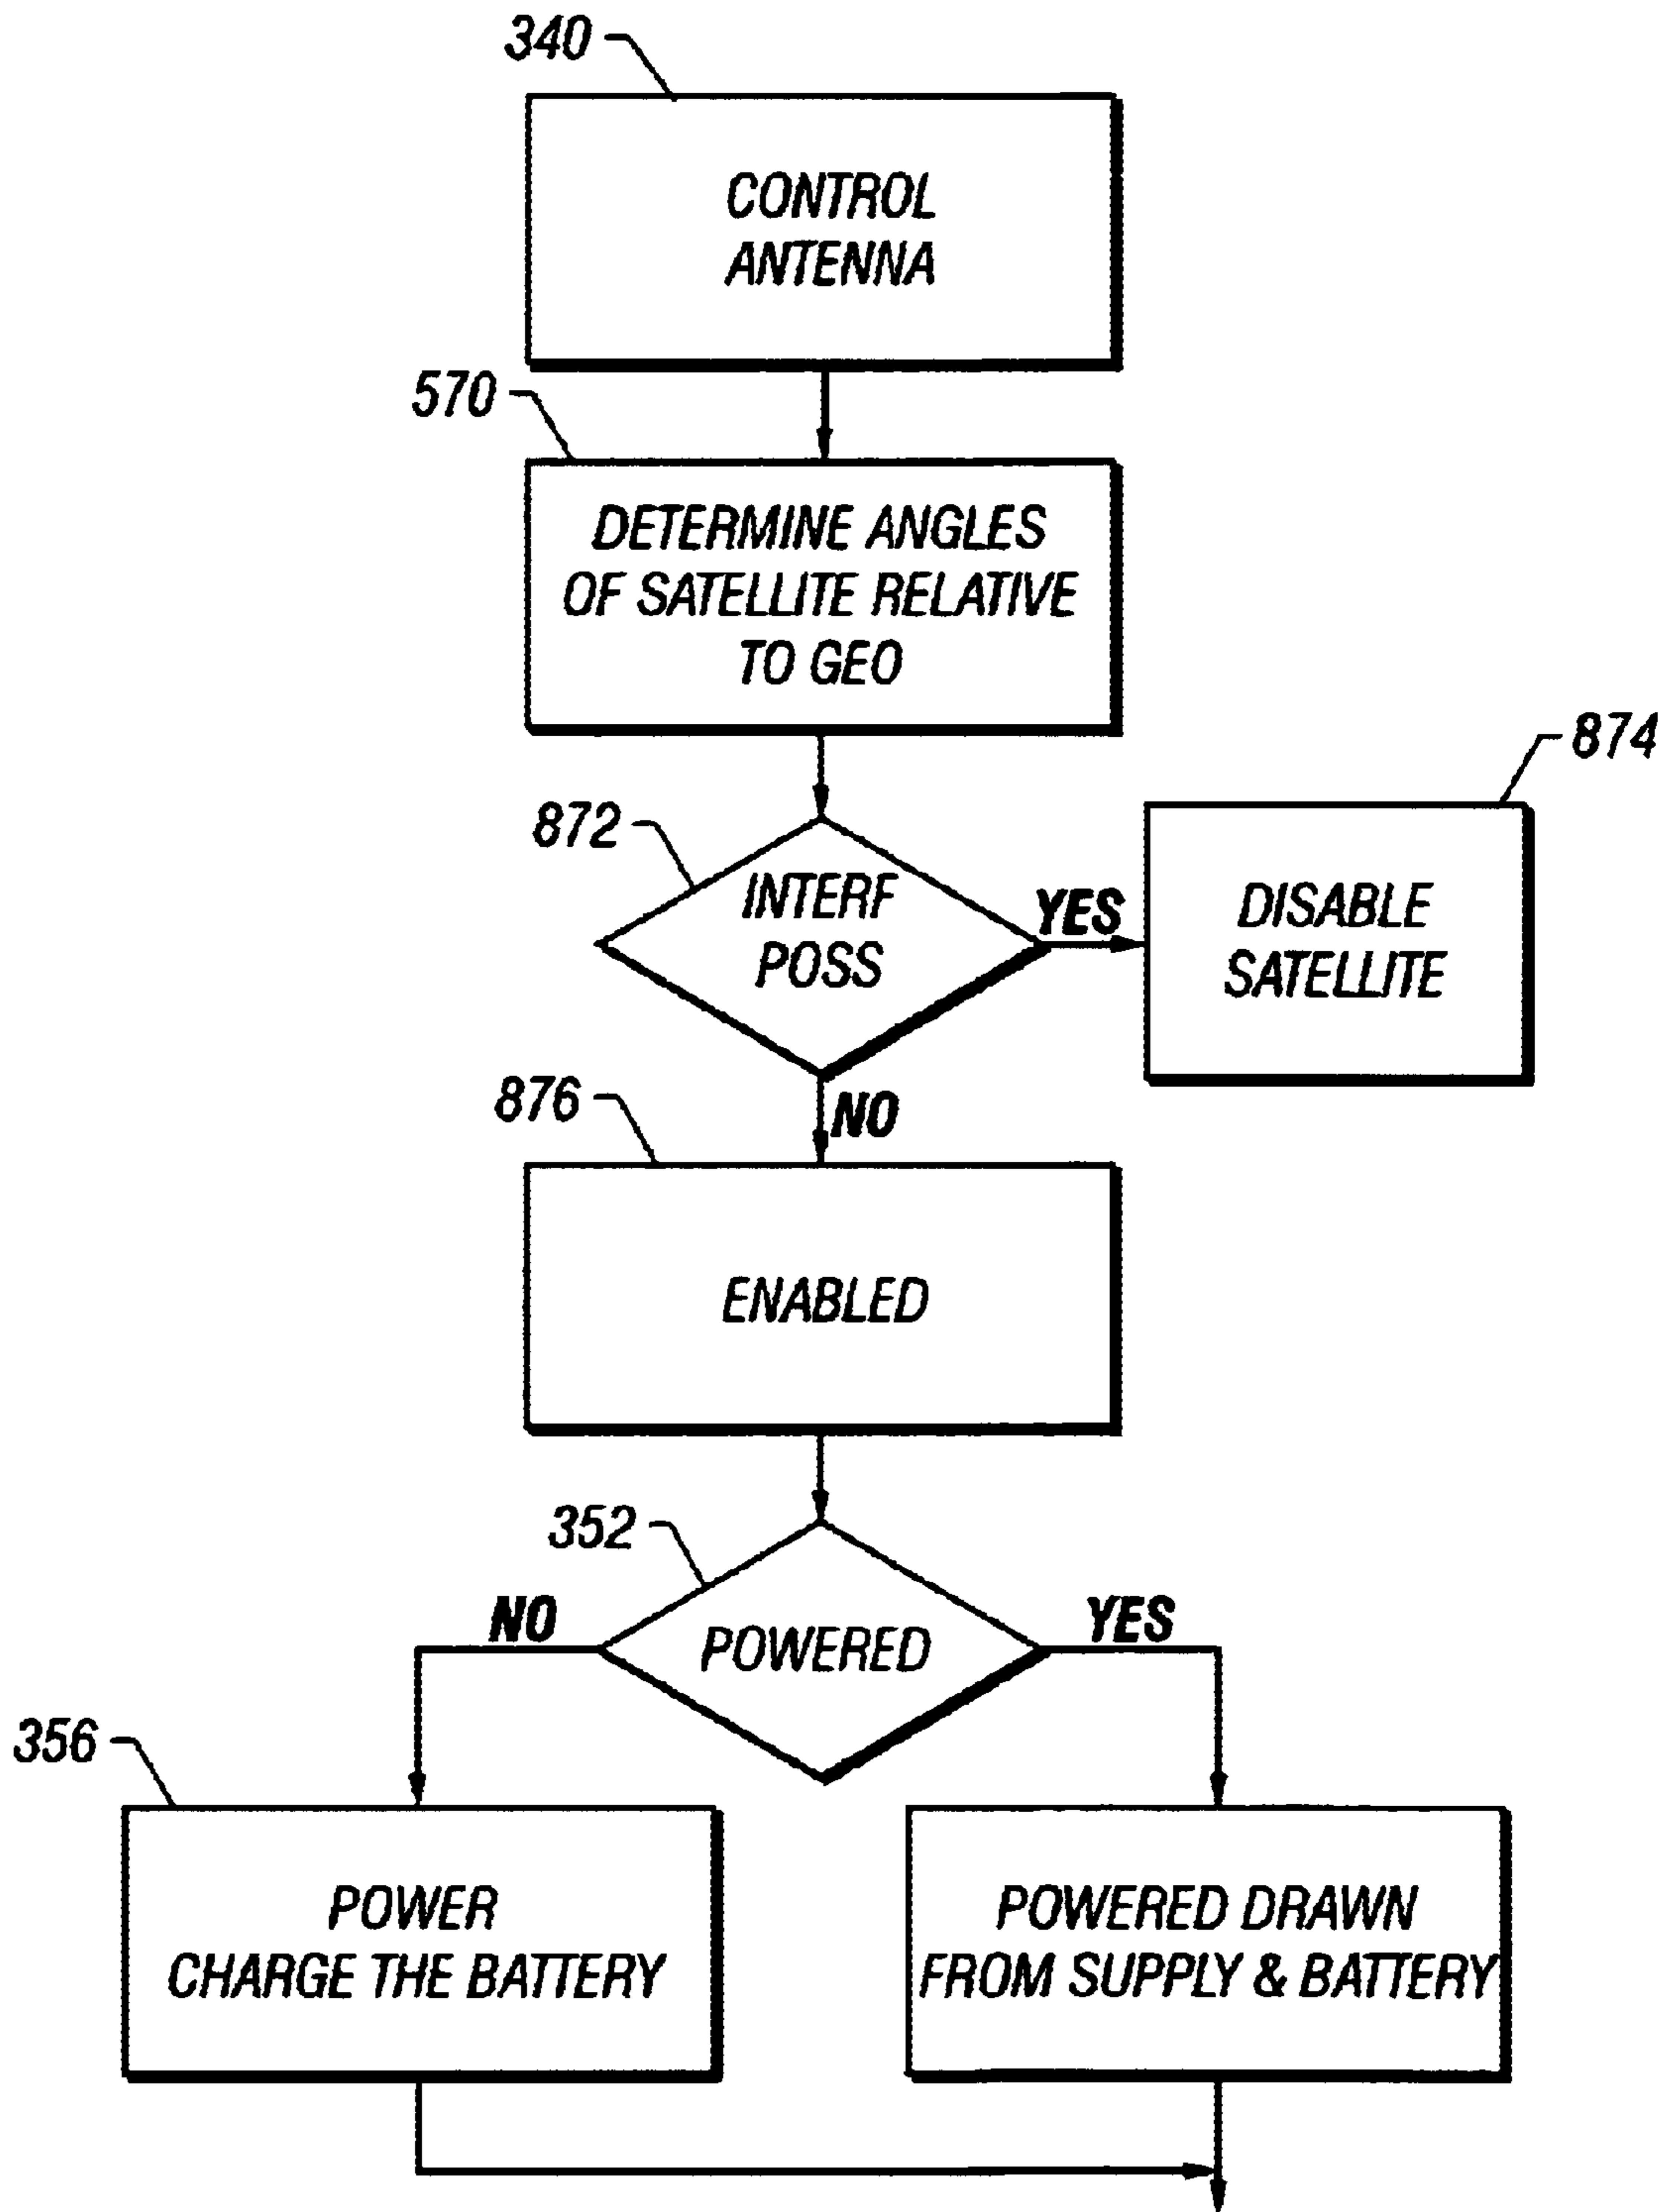 340
CONTROL
ANTENNA
570
DETERMINE ANGLES
OF SATELLITE RELATIVE
TO GEO
874
872
INTERF
POSS
YES
DISABLE
SATELLITE
876
NO
ENABLED
352
NO
POWERED
YES
356
POWER
CHARGE THE BATTERY
POWERED DRAWN
FROM SUPPLY & BATTERY